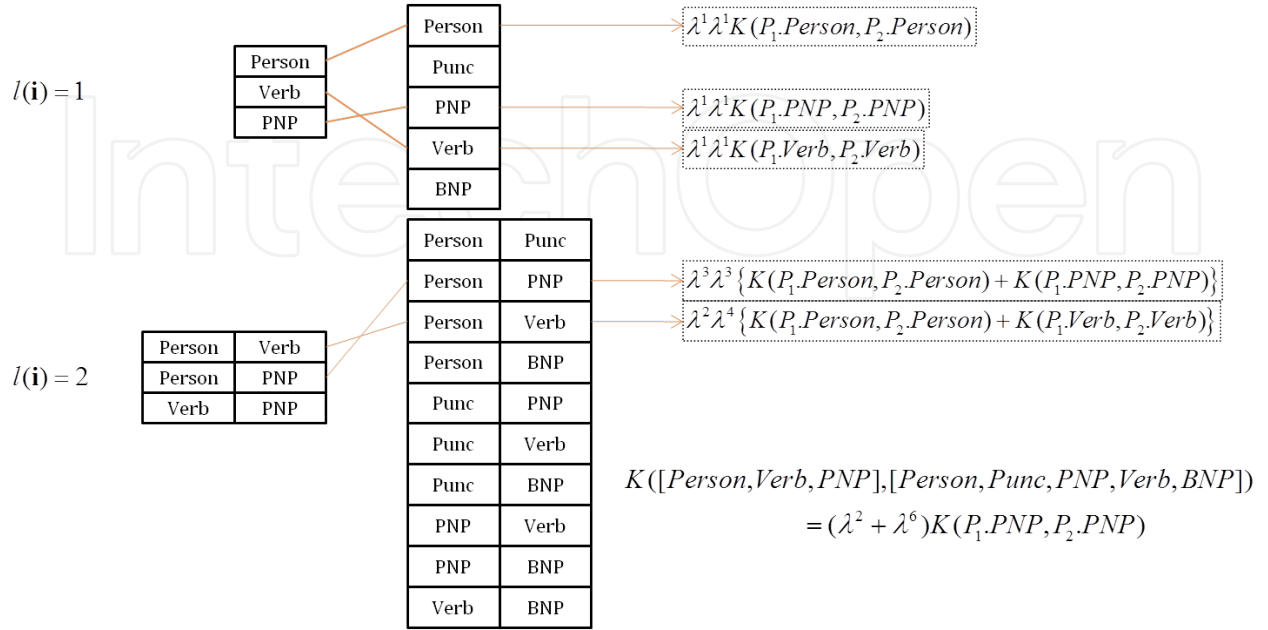 l(i) = 1
Person
Verb
PNP
Person
Punc
PNP
Verb
BNP
λ¹λ¹K(P₁.Person, P₂.Person)
λ¹λ¹K(P₁.PNP, P₂.PNP)
λ¹λ¹K(P₁.Verb, P₂.Verb)
IntechOpen
l(i) = 2
Person Verb
Person PNP
Verb PNP
Person Punc
Person PNP
Person Verb
Person BNP
Punc PNP
Punc Verb
Punc BNP
PNP Verb
PNP BNP
Verb BNP
λ³λ³{K(P₁.Person, P₂.Person) + K(P₁.PNP, P₂.PNP)}
λ²λ⁴{K(P₁.Person, P₂.Person) + K(P₁.Verb, P₂.Verb)}
K([Person,Verb,PNP],[Person,Punc,PNP,Verb,BNP])
= (λ² + λ⁶)K(P₁.PNP, P₂.PNP)